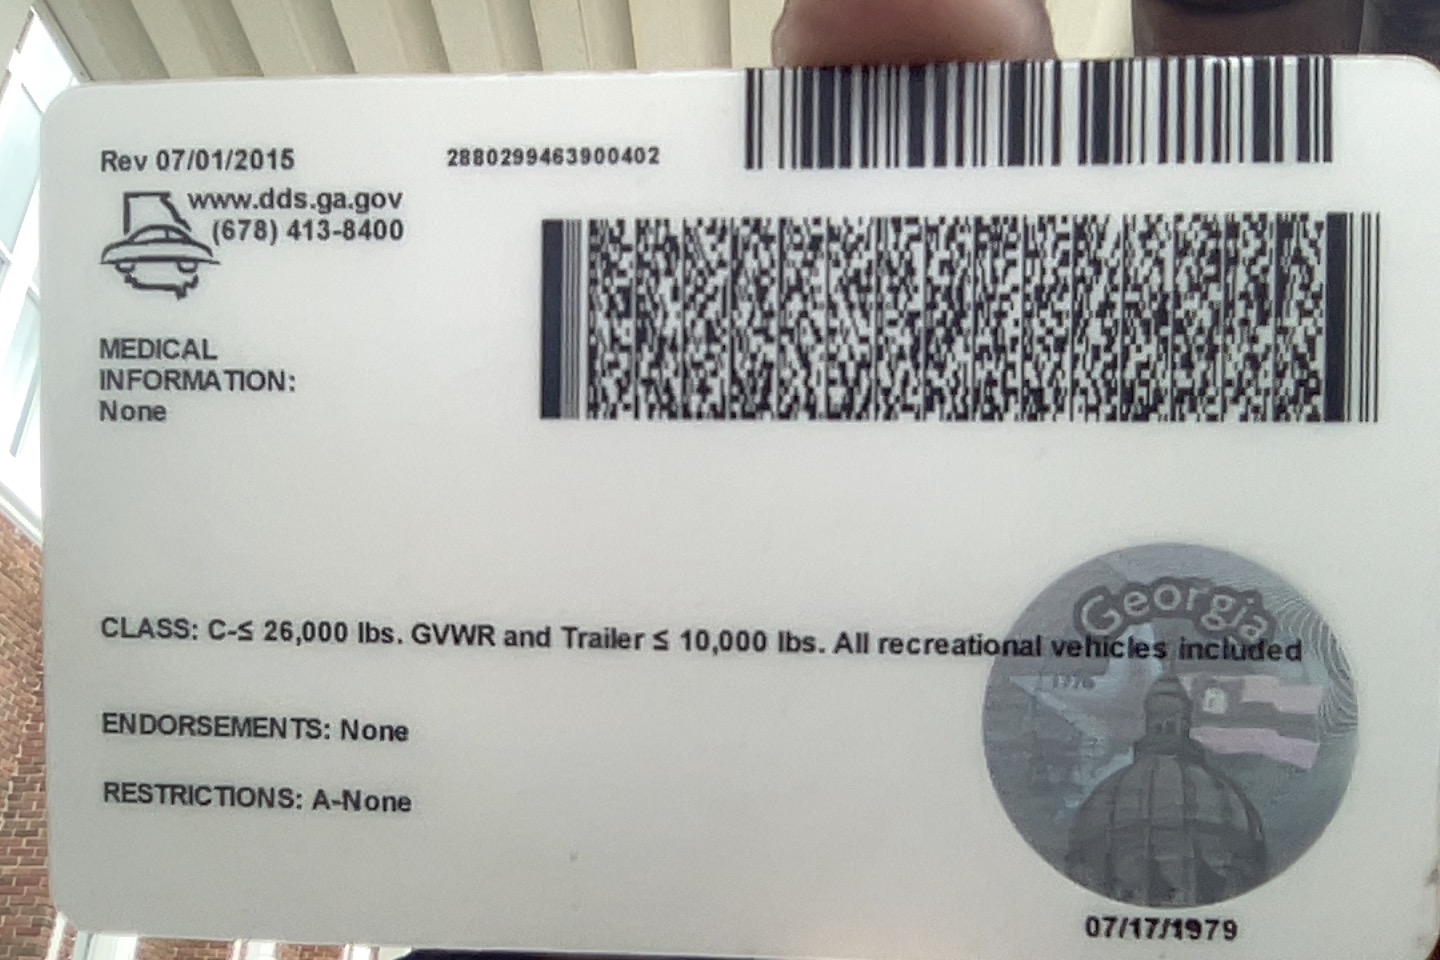 Rev 07/01/2015
2880299463900402
www.dds.ga.gov
(678) 413-8400
MEDICAL
INFORMATION:
None
Georgia
CLASS: C-≤ 26,000 lbs. GVWR and Trailer ≤ 10,000 lbs. All recreational vehicles included
1776
ENDORSEMENTS: None
RESTRICTIONS: A-None
07/17/1979